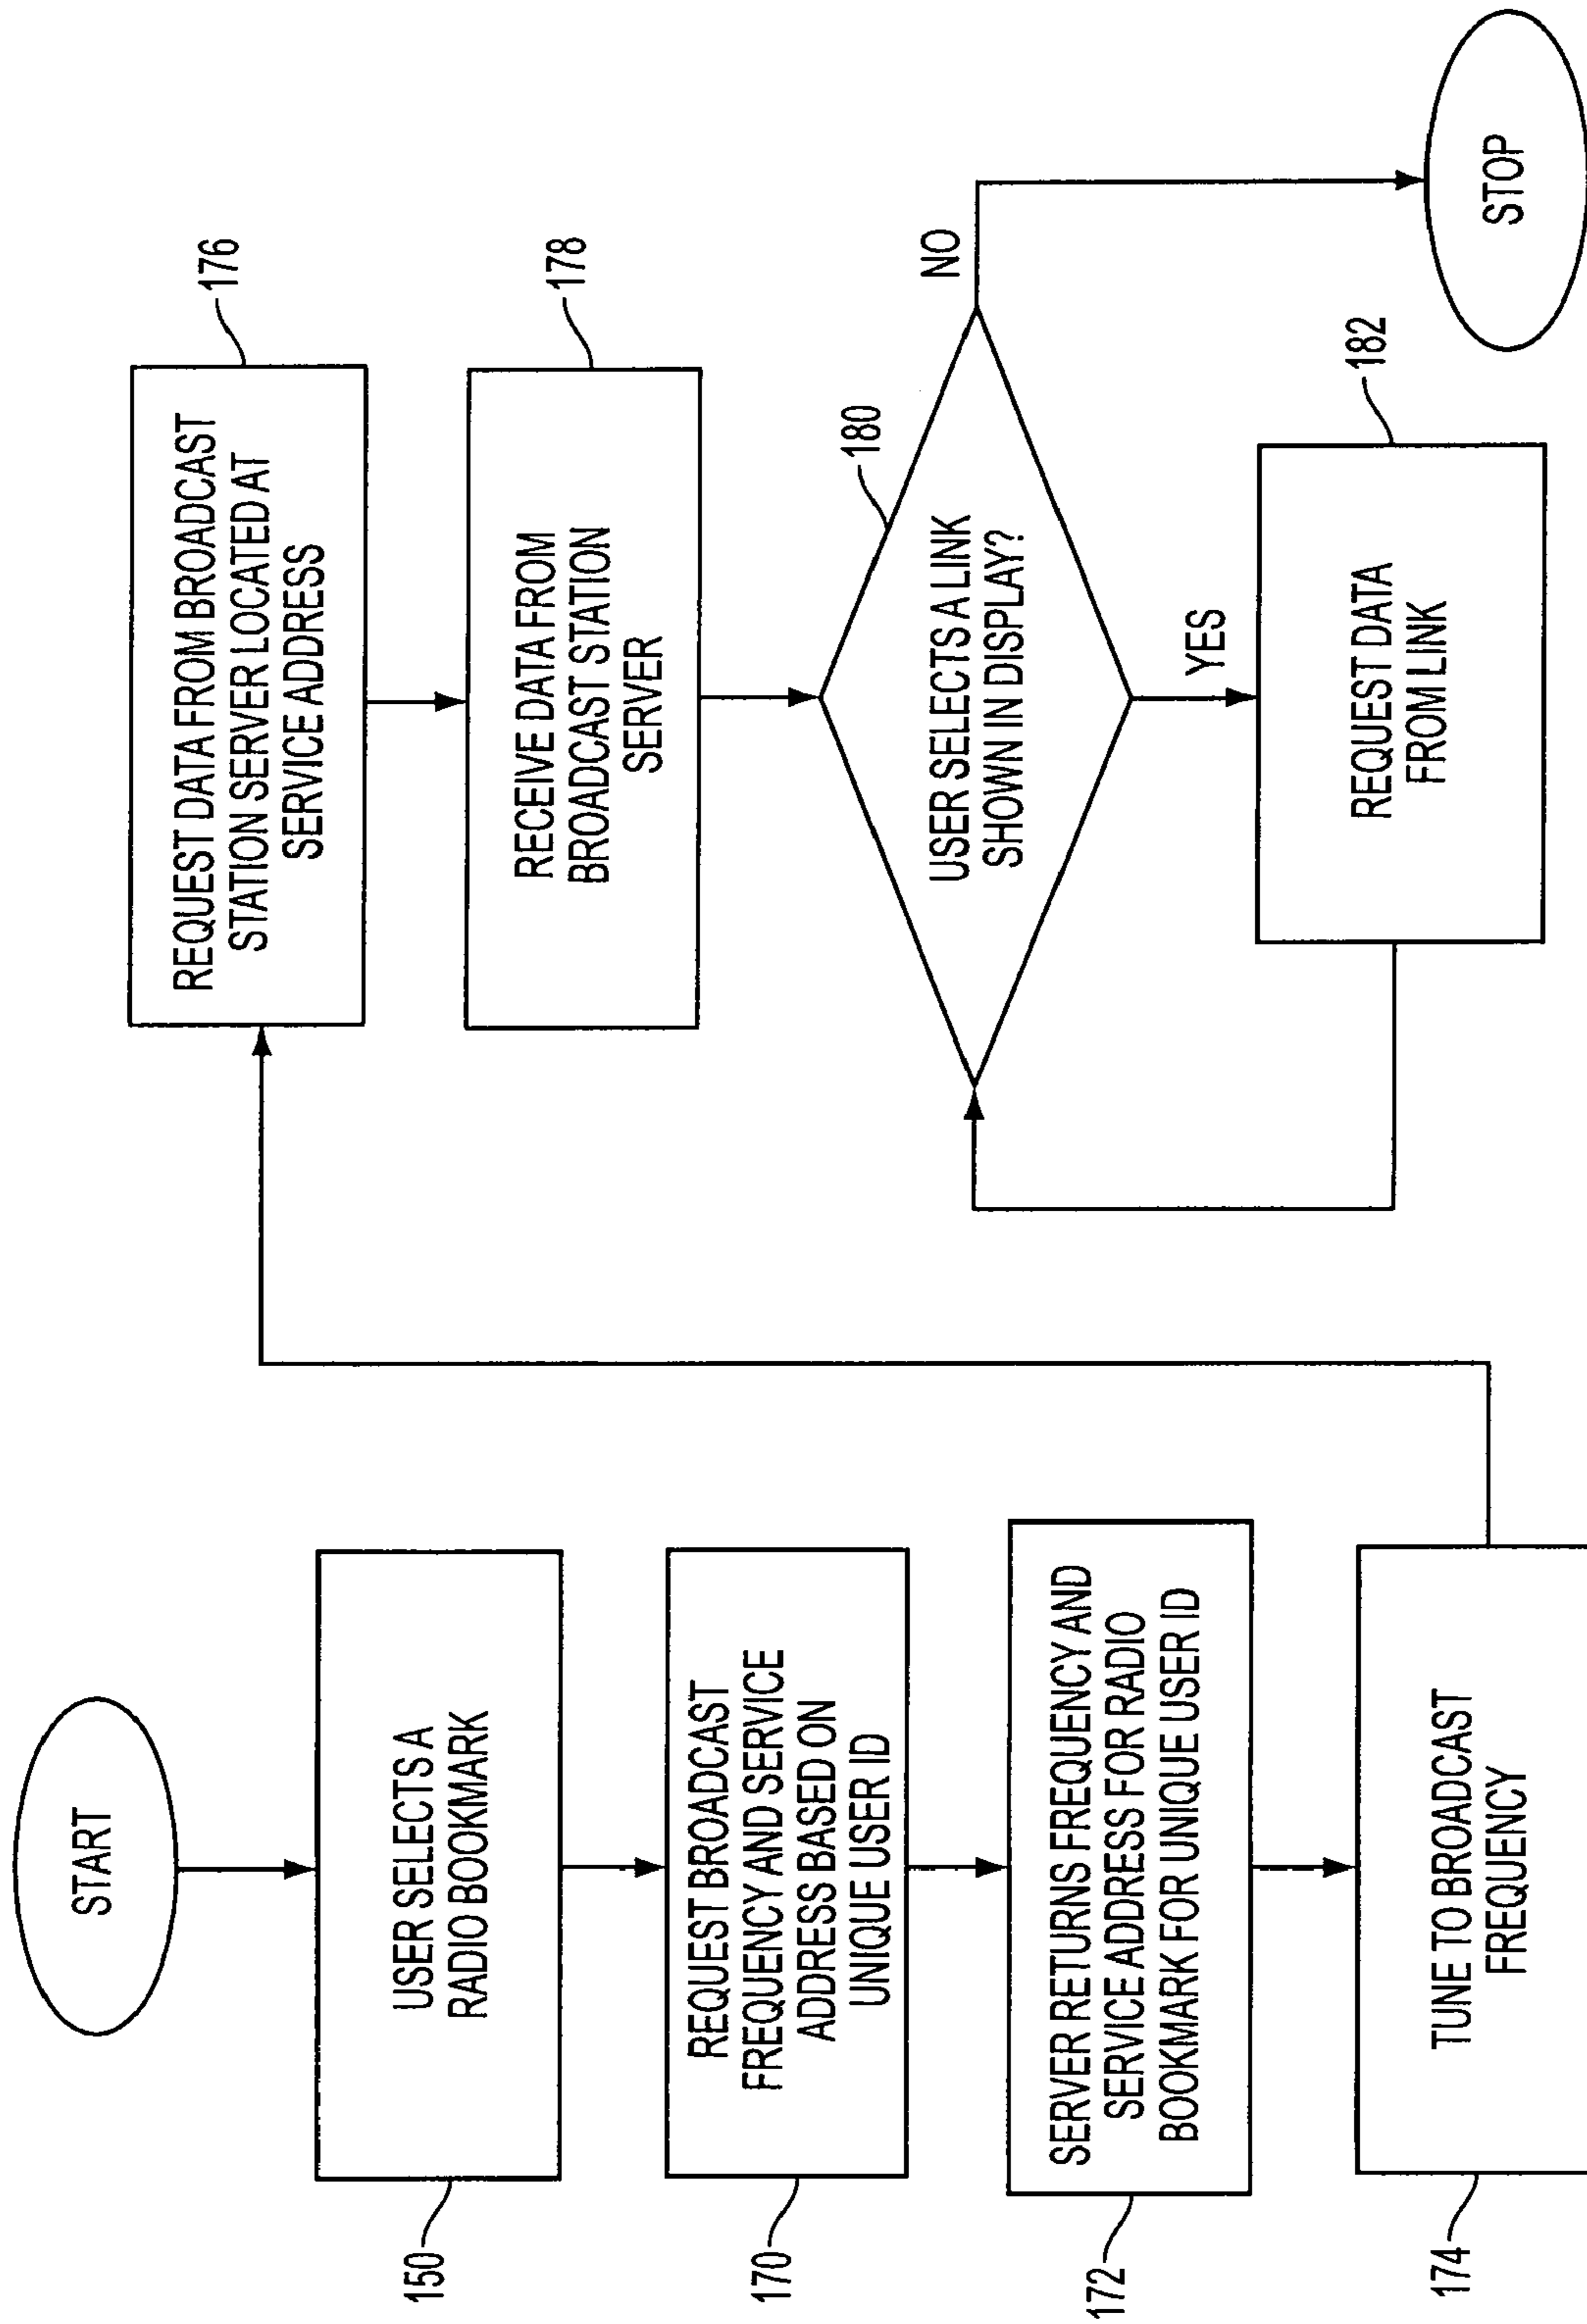 START
USER SELECTS A
RADIO BOOKMARK
150
REQUEST BROADCAST
FREQUENCY AND SERVICE
ADDRESS BASED ON
UNIQUE USER ID
170
SERVER RETURNS FREQUENCY AND
SERVICE ADDRESS FOR RADIO
BOOKMARK FOR UNIQUE USER ID
172
TUNE TO BROADCAST
FREQUENCY
174
REQUEST DATA FROM BROADCAST
STATION SERVER LOCATED AT
SERVICE ADDRESS
176
RECEIVE DATA FROM
BROADCAST STATION
SERVER
178
USER SELECTS A LINK
SHOWN IN DISPLAY?
180
NO
YES
REQUEST DATA
FROM LINK
182
STOP